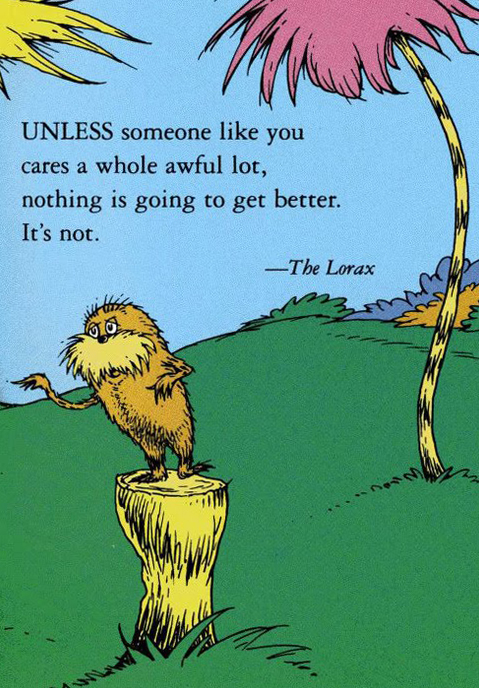 UNLESS someone like you
cares a whole awful lot,
nothing is going to get better.
It's not.
—The Lorax